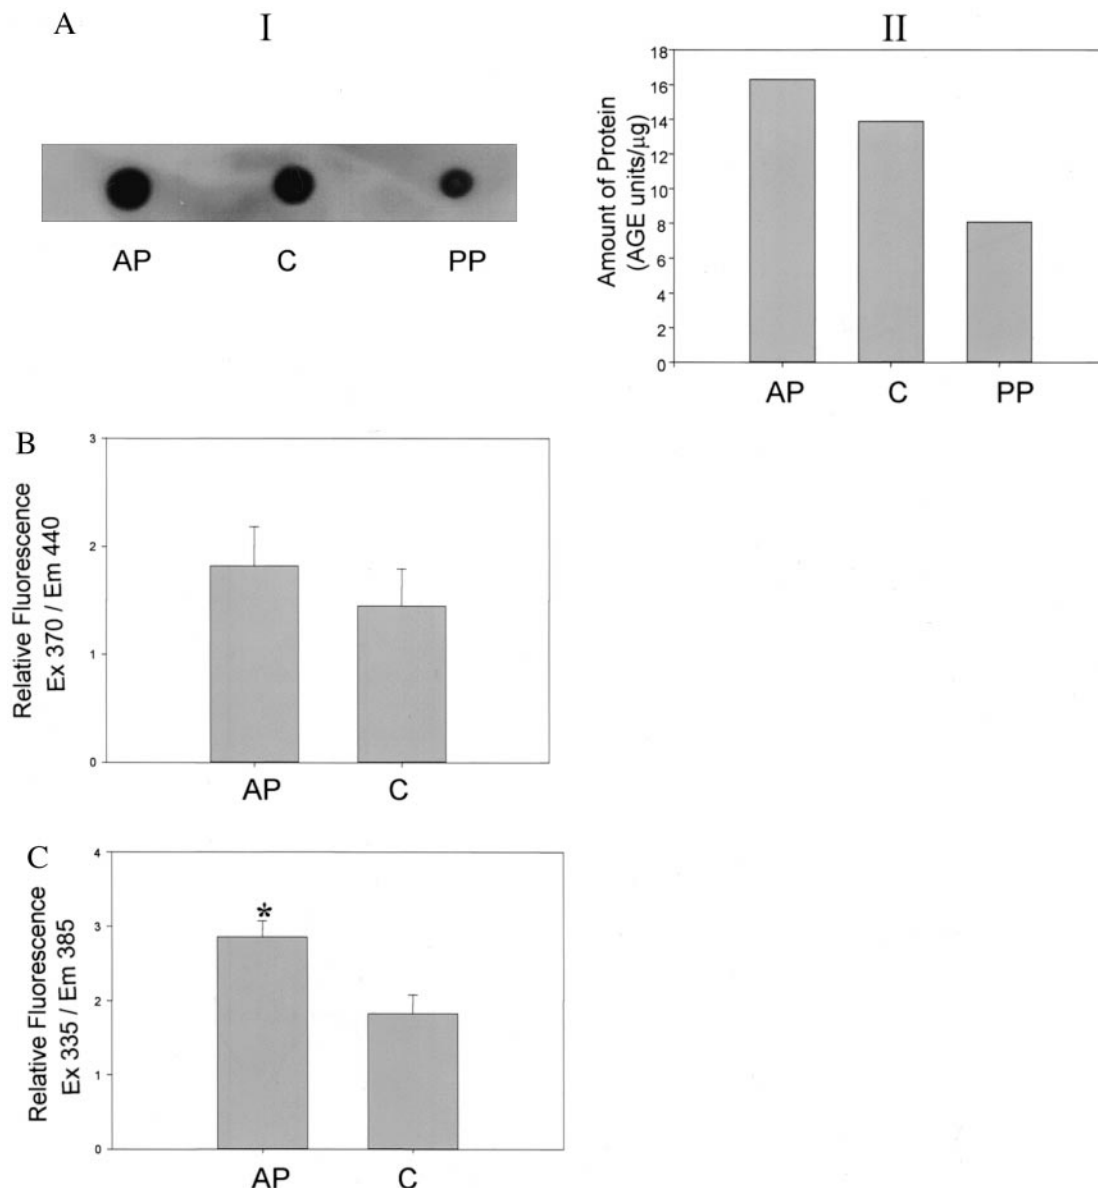 A
I
AP C PP
II
Amount of Protein
(AGE units/μg)
18
16
14
12
10
8
6
4
2
0
AP C PP
B
Relative Fluorescence
Ex 370 / Em 440
3
2
1
0
AP C
C
Relative Fluorescence
Ex 335 / Em 385
4
3
2
1
0
*
AP C